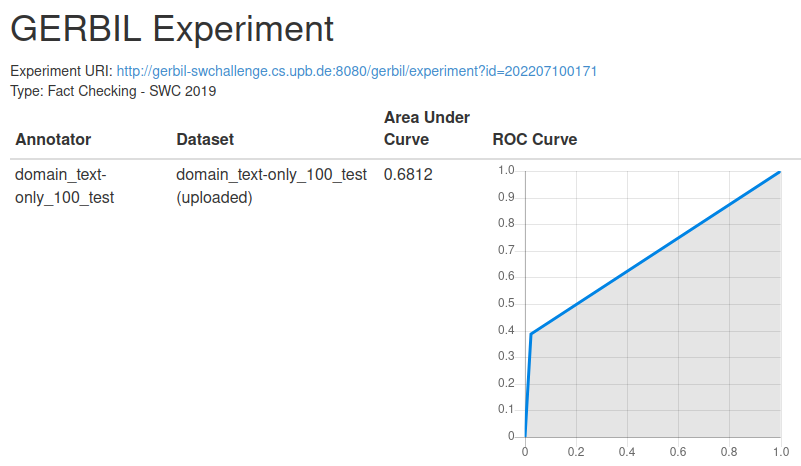 GERBIL Experiment
Experiment URI: http://gerbil-swchallenge.cs.upb.de:8080/gerbil/experiment?id=202207100171
Type: Fact Checking - SWC 2019
Annotator Dataset Area Under Curve ROC Curve
domain_text-only_100_test domain_text-only_100_test (uploaded) 0.6812
1.0
0.9
0.8
0.7
0.6
0.5
0.4
0.3
0.2
0.1
0
0 0.2 0.4 0.6 0.8 1.0